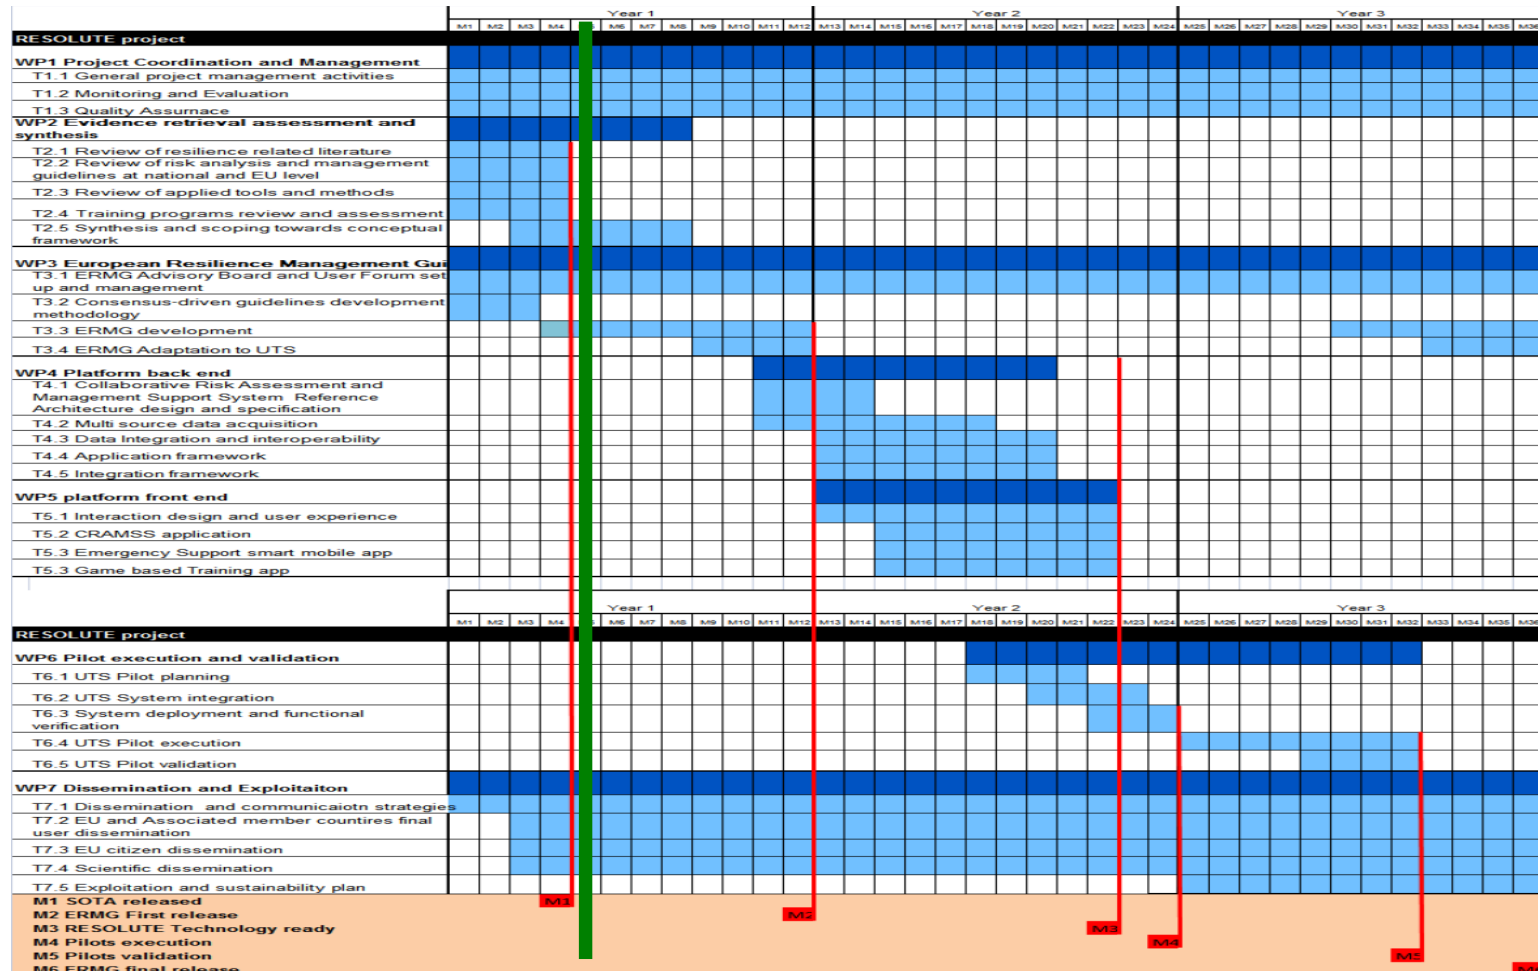 Year 1 Year 2 Year 3
M1 M2 M3 M4 M6 M7 M8 M9 M10 M11 M12 M13 M14 M15 M16 M17 M18 M19 M20 M21 M22 M23 M24 M25 M26 M27 M28 M29 M30 M31 M32 M33 M34 M35 M36
RESOLUTE project
WP1 Project Coordination and Management
T1.1 General project management activities
T1.2 Monitoring and Evaluation
T1.3 Quality Assurnace
WP2 Evidence retrieval assessment and
synthesis
T2.1 Review of resilience related literature
T2.2 Review of risk analysis and management
guidelines at national and EU level
T2.3 Review of applied tools and methods
T2.4 Training programs review and assessment
T2.5 Synthesis and scoping towards conceptual
framework
WP3 European Resilience Management Gui
T3.1 ERMG Advisory Board and User Forum set
up and management
T3.2 Consensus-driven guidelines development
methodology
T3.3 ERMG development
T3.4 ERMG Adaptation to UTS
WP4 Platform back end
T4.1 Collaborative Risk Assessment and
Management Support System Reference
Architecture design and specification
T4.2 Multi source data acquisition
T4.3 Data Integration and interoperability
T4.4 Application framework
T4.5 Integration framework
WP5 platform front end
T5.1 Interaction design and user experience
T5.2 CRAMSS application
T5.3 Emergency Support smart mobile app
T5.3 Game based Training app
Year 1 Year 2 Year 3
M1 M2 M3 M4 M6 M7 M8 M9 M10 M11 M12 M13 M14 M15 M16 M17 M18 M19 M20 M21 M22 M23 M24 M25 M26 M27 M28 M29 M30 M31 M32 M33 M34 M35 M36
RESOLUTE project
WP6 Pilot execution and validation
T6.1 UTS Pilot planning
T6.2 UTS System integration
T6.3 System deployment and functional
verification
T6.4 UTS Pilot execution
T6.5 UTS Pilot validation
WP7 Dissemination and Exploitaiton
T7.1 Dissemination and communicaiotn strategies
T7.2 EU and Associated member countires final
user dissemination
T7.3 EU citizen dissemination
T7.4 Scientific dissemination
T7.5 Exploitation and sustainability plan
M1 SOTA released M1
M2 ERMG First release M2
M3 RESOLUTE Technology ready M3
M4 Pilots execution M4
M5 Pilots validation M5
M6 ERMG final release